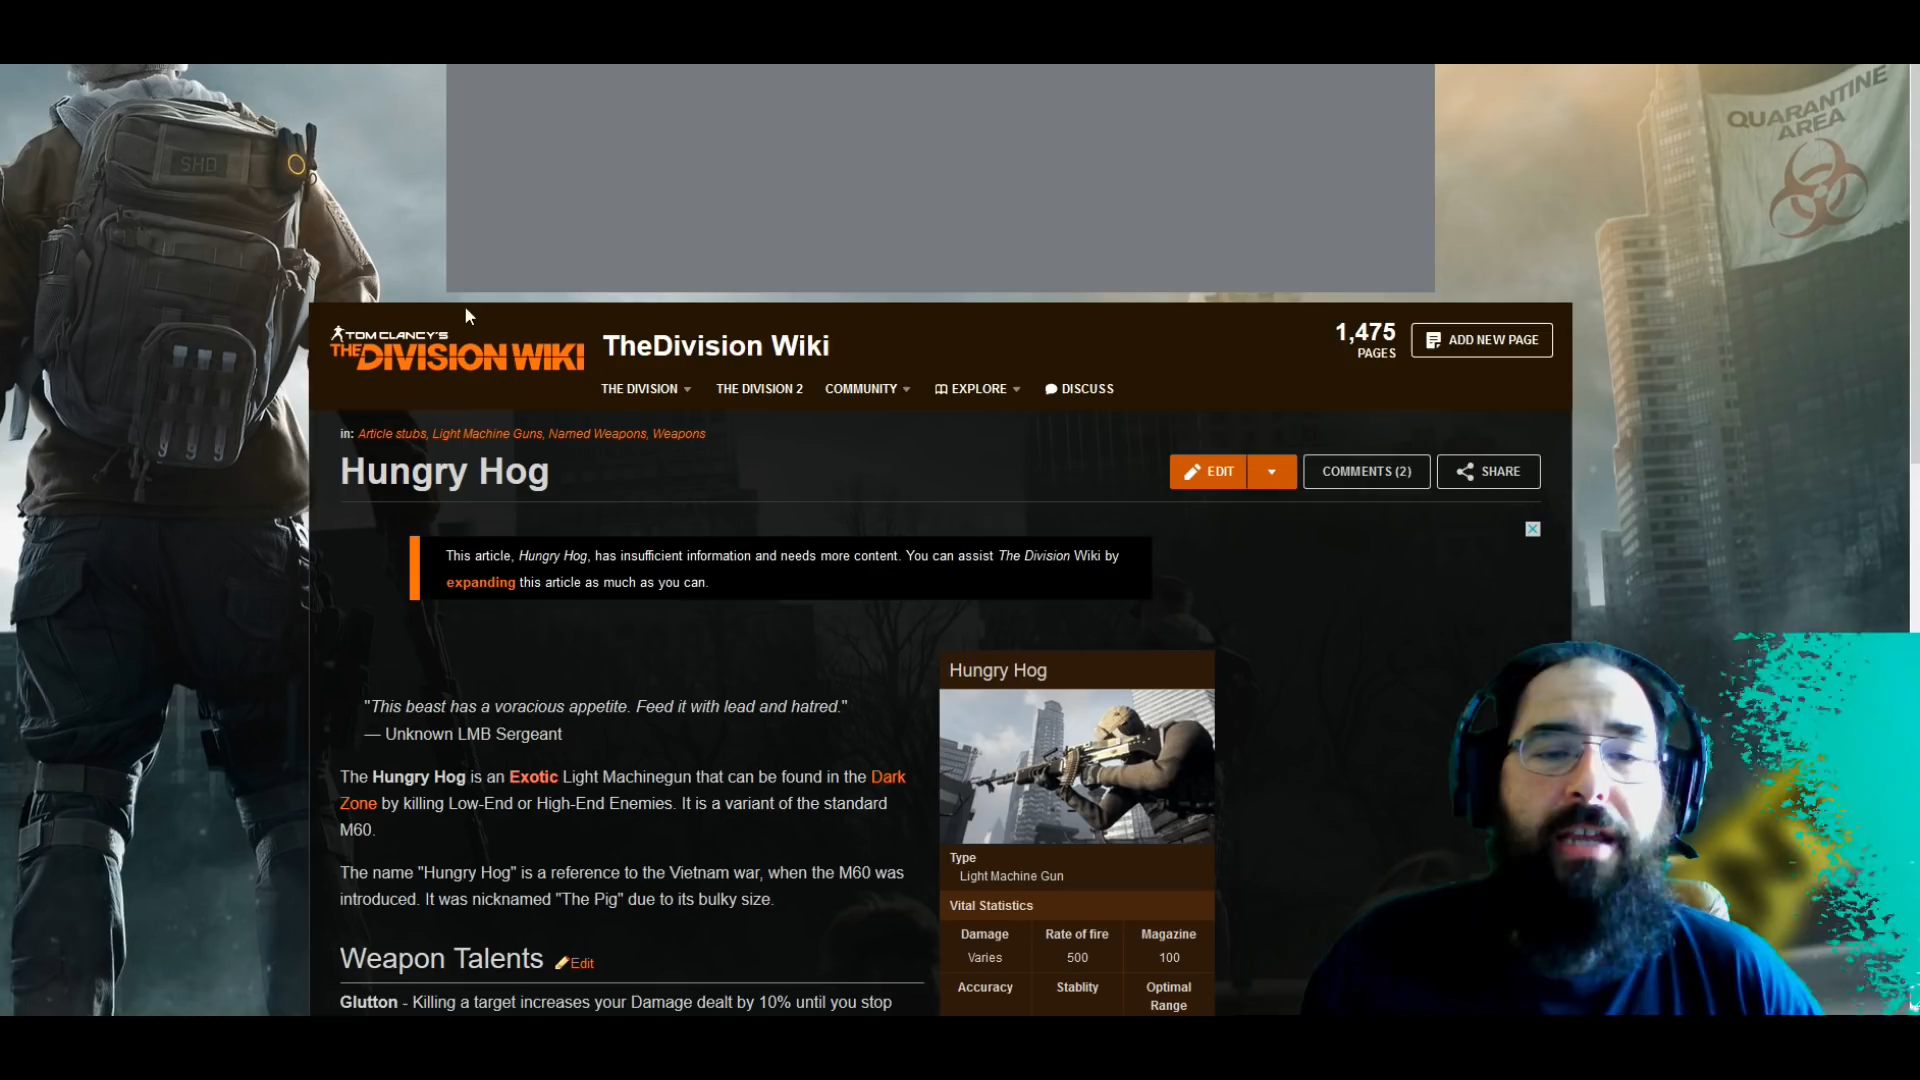 SHD
QUARANTINE
AREA
TOM CLANCY'S
THE DIVISION WIKI
TheDivision Wiki
1,475
PAGES
ADD NEW PAGE
THE DIVISION
THE DIVISION 2
COMMUNITY
EXPLORE
DISCUSS
in: Article stubs, Light Machine Guns, Named Weapons, Weapons
Hungry Hog
EDIT
COMMENTS (2)
SHARE
This article, Hungry Hog, has insufficient information and needs more content. You can assist The Division Wiki by
expanding this article as much as you can.
"This beast has a voracious appetite. Feed it with lead and hatred."
— Unknown LMB Sergeant
The Hungry Hog is an Exotic Light Machinegun that can be found in the Dark
Zone by killing Low-End or High-End Enemies. It is a variant of the standard
M60.
The name "Hungry Hog" is a reference to the Vietnam war, when the M60 was
introduced. It was nicknamed "The Pig" due to its bulky size.
Weapon Talents Edit
Glutton - Killing a target increases your Damage dealt by 10% until you stop
Hungry Hog
Type
Light Machine Gun
Vital Statistics
Damage Rate of fire Magazine
Varies 500 100
Accuracy Stablity Optimal
Range